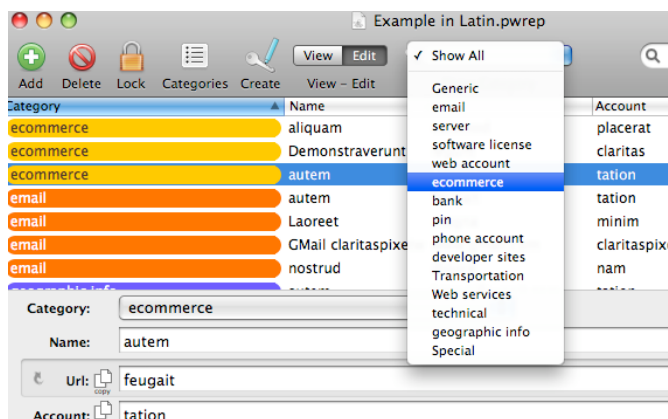 Example in Latin.pwrep
View Edit
Add Delete Lock Categories Create View – Edit
✓ Show All
Generic
email
server
software license
web account
ecommerce
bank
pin
phone account
developer sites
Transportation
Web services
technical
geographic info
Special
Category Name Account
ecommerce aliquam placerat
ecommerce Demonstraverunt claritas
ecommerce autem tation
email autem tation
email Laoreet minim
email GMail claritaspixe claritaspix
email nostrud nam
Category: ecommerce
Name: autem
Url: copy feugait
Account: tation